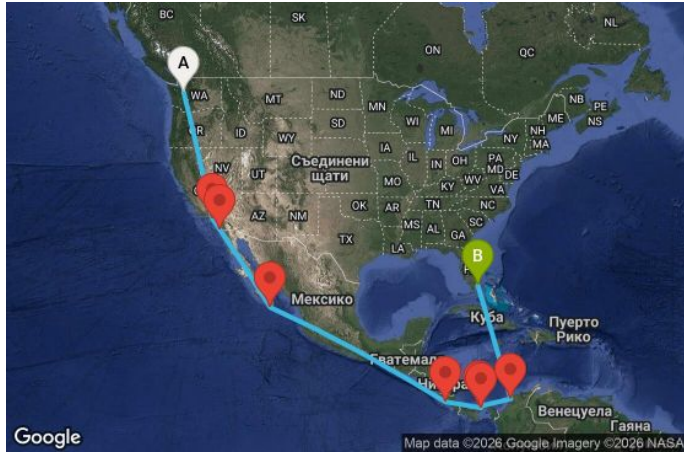 BC
SK
NL
ON
QC
A
WA
MT
ND
MN
NB
PE
NS
ME
OR
ID
SD
WI
MI
NY
NH
MA
WY
IA
IL
IN
OH
PA
MD
DE
NV
UT
Съединени
щати
MO
KY
WV
VA
AZ
NM
OK
AR
TN
NC
TX
MS
AL
GA
SC
LA
B
Мексико
Куба
Пуерто
Рико
Гватемала
Венецуела
Гаяна
Google
Map data ©2026 Google Imagery ©2026 NASA